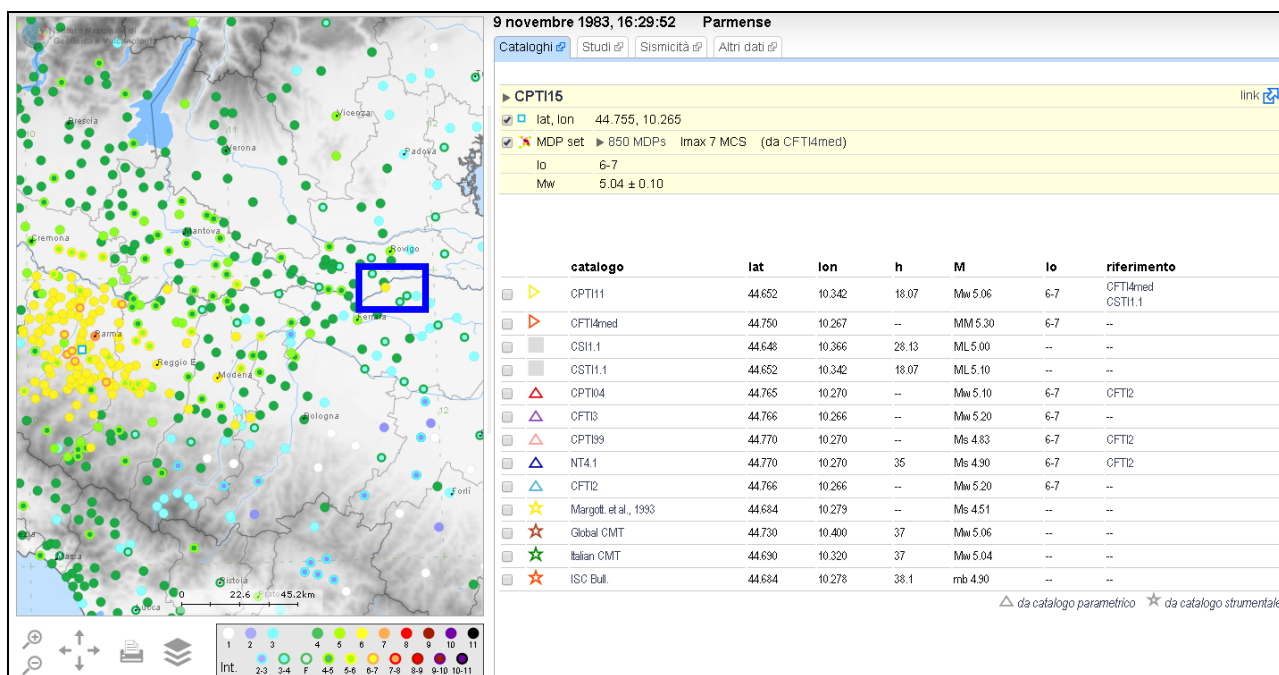 Istituto Nazionale di
Geofisica e Vulcanologia
Brescia
Vicenza
Verona
Padova
Cremona
Mantova
Rovigo
Ferrara
Parma
Reggio E.
Modena
Bologna
Forlì
Massa
Pistoia
Prato
Lucca
10
11
12
11
12
0 22.6 45.2km
Int.
1 2 3 4 5 6 7 8 9 10 11
2-3 3-4 F 4-5 5-6 6-7 7-8 8-9 9-10 10-11
9 novembre 1983, 16:29:52 Parmense
Cataloghi Studi Sismicità Altri dati
CPTI15 link
lat, lon 44.755, 10.265
MDP set 850 MDPs Imax 7 MCS (da CFTI4med)
Io 6-7
Mw 5.04 ± 0.10
catalogo lat lon h M Io riferimento
CPTI11 44.652 10.342 18.07 Mw 5.06 6-7 CFTI4med
CSTI1.1
CFTI4med 44.750 10.267 -- MM 5.30 6-7 --
CSI1.1 44.648 10.366 28.13 ML 5.00 -- --
CSTI1.1 44.652 10.342 18.07 ML 5.10 -- --
CPTI04 44.765 10.270 -- Mw 5.10 6-7 CFTI2
CFTI3 44.766 10.266 -- Mw 5.20 6-7 --
CPTI99 44.770 10.270 -- Ms 4.83 6-7 CFTI2
NT4.1 44.770 10.270 35 Ms 4.90 6-7 CFTI2
CFTI2 44.766 10.266 -- Mw 5.20 6-7 --
Margott. et al., 1993 44.684 10.279 -- Ms 4.51 -- --
Global CMT 44.730 10.400 37 Mw 5.06 -- --
Italian CMT 44.690 10.320 37 Mw 5.04 -- --
ISC Bull. 44.684 10.278 38.1 mb 4.90 -- --
da catalogo parametrico da catalogo strumentale